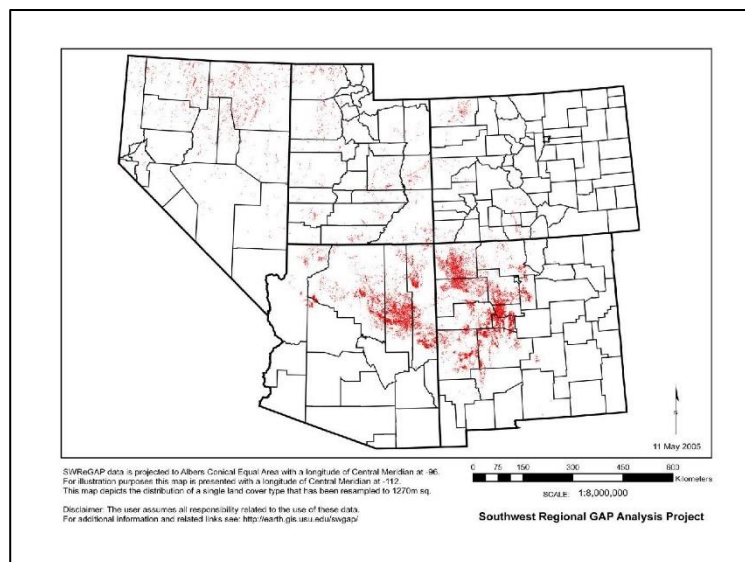 11 May 2005
SWReGAP data is projected to Albers Conical Equal Area with a longitude of Central Meridian at -96.
For illustration purposes this map is presented with a longitude of Central Meridian at -112.
This map depicts the distribution of a single land cover type that has been resampled to 1270m sq.
Disclaimer: The user assumes all responsibility related to the use of these data.
For additional information and related links see: http://earth.gis.usu.edu/swgap/
0 75 150 300 450 600
Kilometers
SCALE: 1:8,000,000
Southwest Regional GAP Analysis Project